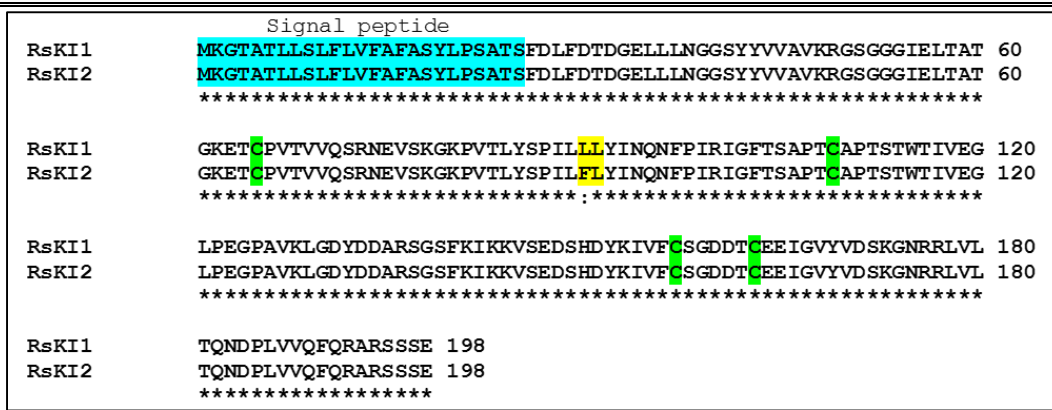 Signal peptide
RsKI1 MKGTATLLSLFLVFAFASYLPSATSFDLFDTDGELLLNGGSYYVVAVKRGSGGGIELTAT 60
RsKI2 MKGTATLLSLFLVFAFASYLPSATSFDLFDTDGELLLNGGSYYVVAVKRGSGGGIELTAT 60
************************************************************
RsKI1 GKETCPVTVVQSRNEVSKGKPVTLYSPILLLYINQNFPIRIGFTSAPTCAPTSTWTIVEG 120
RsKI2 GKETCPVTVVQSRNEVSKGKPVTLYSPILFLYINQNFPIRIGFTSAPTCAPTSTWTIVEG 120
*****************************:******************************
RsKI1 LPEGPAVKLGDYDDARSGSFKIKKVSEDSHDYKIVFCSGDDTCEEIGVYVDSKGNRRLVL 180
RsKI2 LPEGPAVKLGDYDDARSGSFKIKKVSEDSHDYKIVFCSGDDTCEEIGVYVDSKGNRRLVL 180
************************************************************
RsKI1 TQNDPLVVQFQRARSSSE 198
RsKI2 TQNDPLVVQFQRARSSSE 198
******************